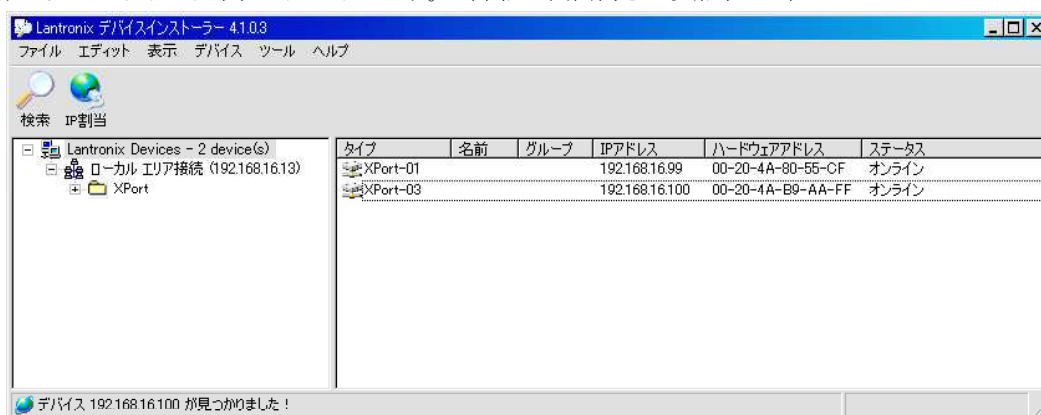 Lantronix デバイスインストーラー 4.1.0.3
ファイル エディット 表示 デバイス ツール ヘルプ
検索 IP割当
Lantronix Devices - 2 device(s)
ローカル エリア接続 (192.168.16.13)
XPort
タイプ 名前 グループ IPアドレス ハードウェアアドレス ステータス
XPort-01 192.168.16.99 00-20-4A-80-55-CF オンライン
XPort-03 192.168.16.100 00-20-4A-B9-AA-FF オンライン
デバイス 192.168.16.100 が見つかりました！